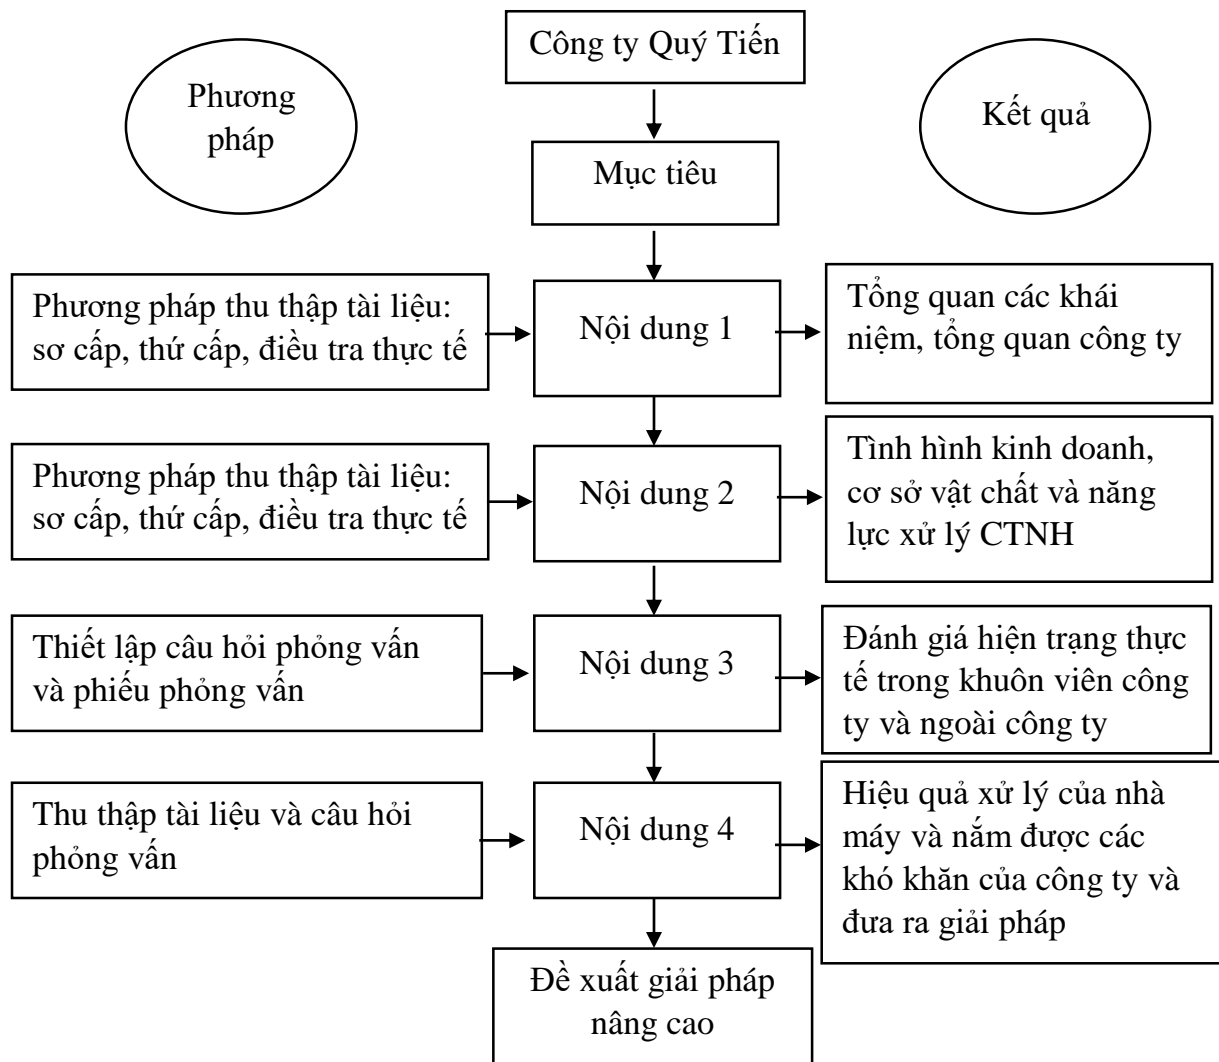 Công ty Quý Tiến
Phương
pháp
Kết quả
Mục tiêu
Phương pháp thu thập tài liệu:
sơ cấp, thứ cấp, điều tra thực tế
Nội dung 1
Tổng quan các khái
niệm, tổng quan công ty
Phương pháp thu thập tài liệu:
sơ cấp, thứ cấp, điều tra thực tế
Nội dung 2
Tình hình kinh doanh,
cơ sở vật chất và năng
lực xử lý CTNH
Thiết lập câu hỏi phỏng vấn
và phiếu phỏng vấn
Nội dung 3
Đánh giá hiện trạng thực
tế trong khuôn viên công
ty và ngoài công ty
Thu thập tài liệu và câu hỏi
phỏng vấn
Nội dung 4
Hiệu quả xử lý của nhà
máy và nắm được các
khó khăn của công ty và
đưa ra giải pháp
Đề xuất giải pháp
nâng cao